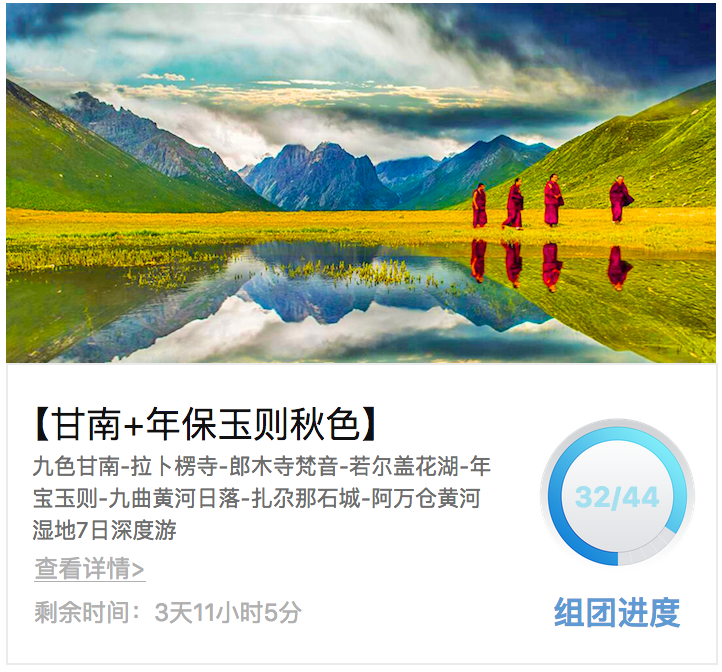 【甘南+年保玉则秋色】
九色甘南-拉卜楞寺-郎木寺梵音-若尔盖花湖-年
宝玉则-九曲黄河日落-扎尕那石城-阿万仓黄河
湿地7日深度游
查看详情>
剩余时间：3天11小时5分
32/44
组团进度